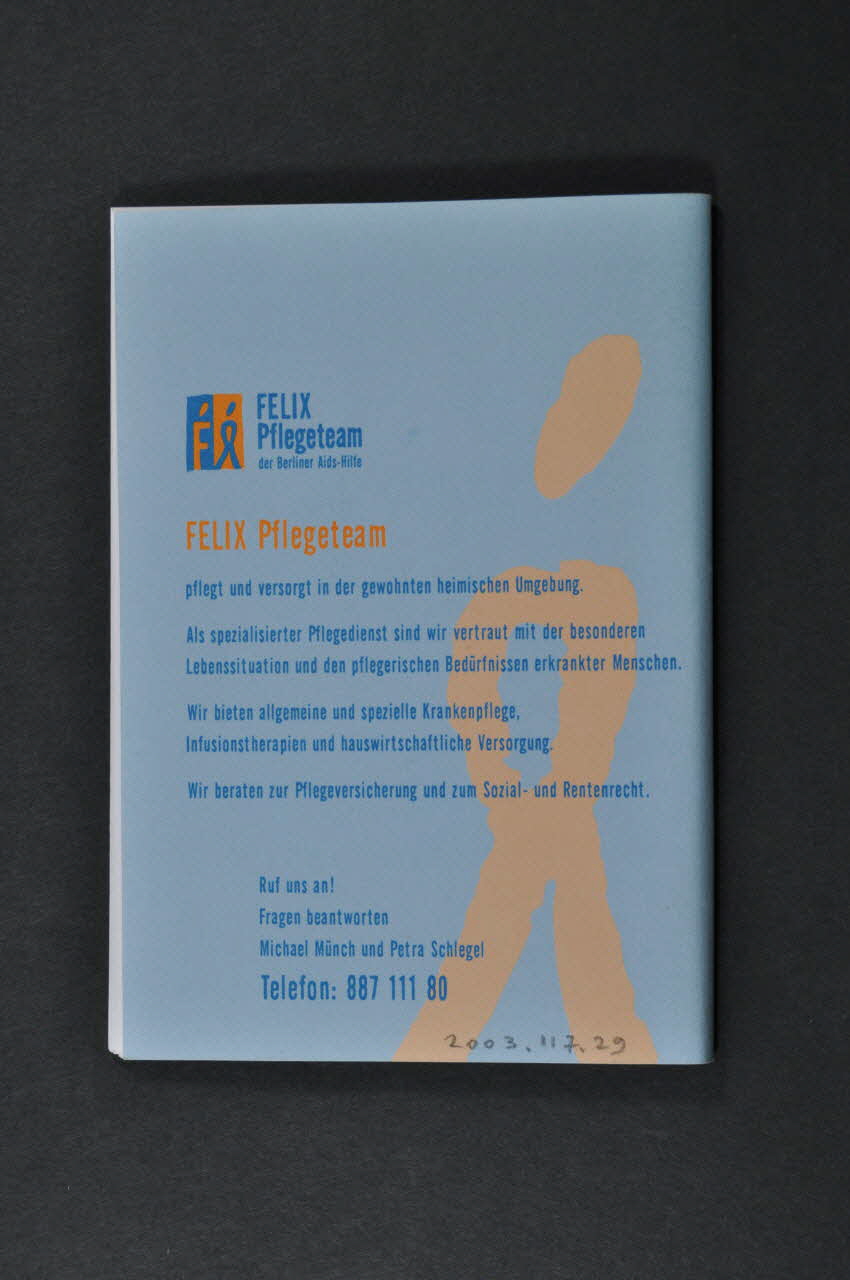 FELIX
Pflegeteam
der Berliner Aids-Hilfe
FELIX Pflegeteam
pflegt und versorgt in der gewohnten heimischen Umgebung.
Als spezialisierter Pflegedienst sind wir vertraut mit der besonderen
Lebenssituation und den pflegerischen Bedürfnissen erkrankter Menschen.
Wir bieten allgemeine und spezielle Krankenpflege,
Infusionstherapien und hauswirtschaftliche Versorgung.
Wir beraten zur Pflegeversicherung und zum Sozial- und Rentenrecht.
Ruf uns an!
Fragen beantworten
Michael Münch und Petra Schlegel
Telefon: 887 111 80
2003.117.29